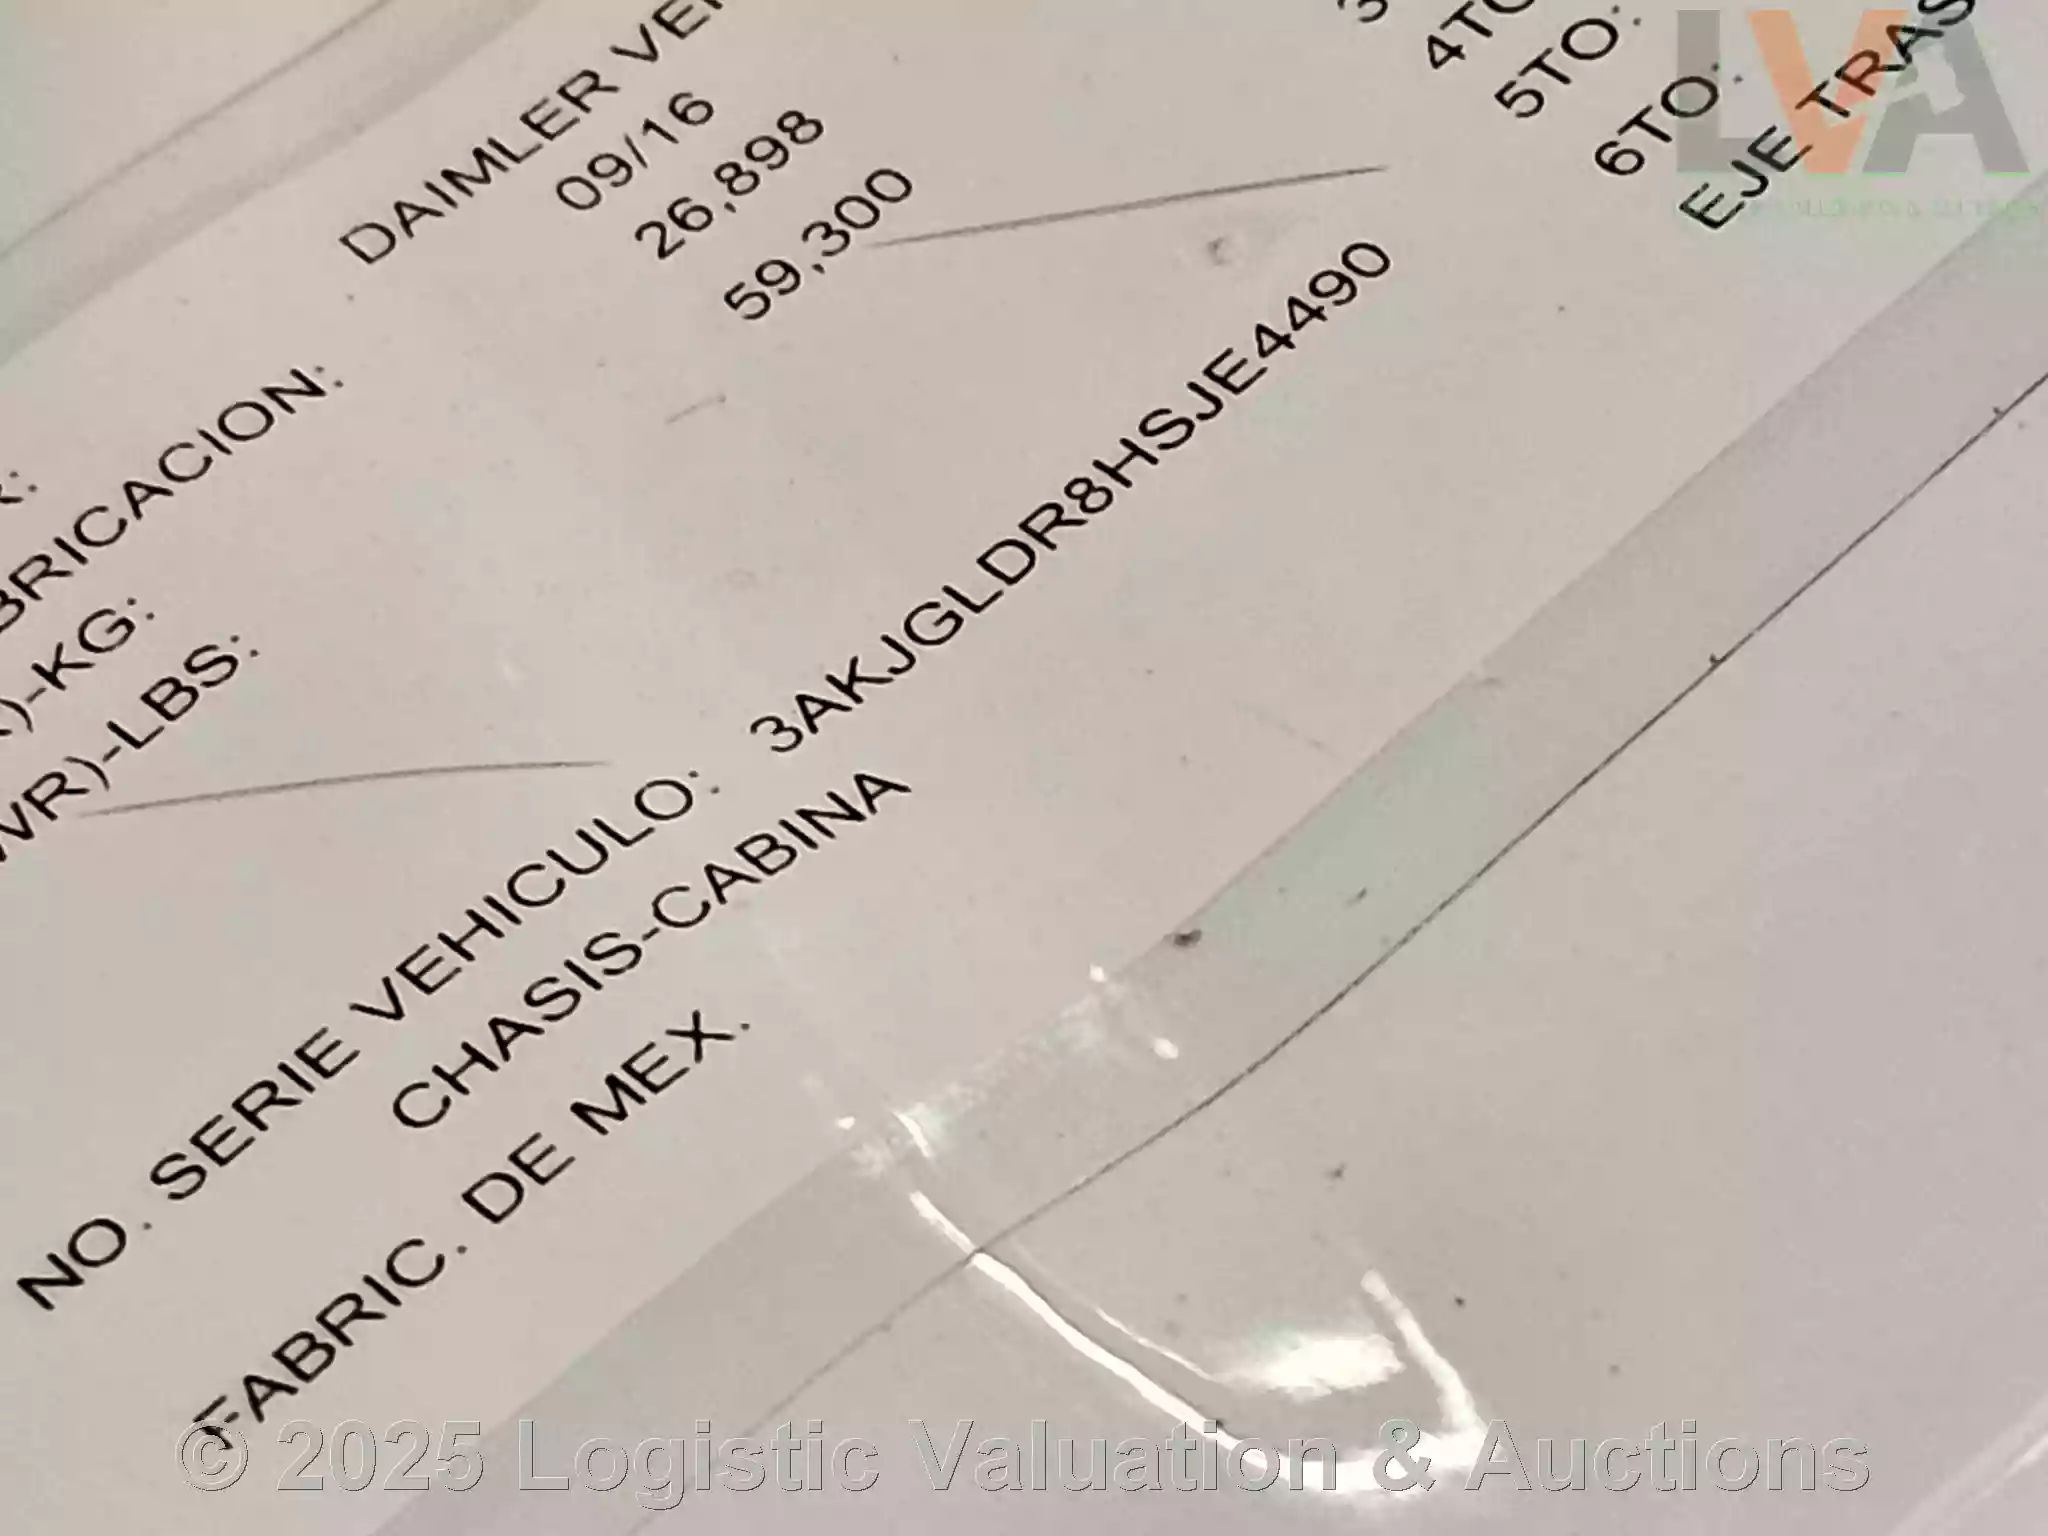 DAIMLER
09/16
26,898
59,300
4TO
5TO:
6TO:
EJE TRAS
BRICACION:
)-KG:
WR)-LBS:
NO. SERIE VEHICULO: 3AKJGLDR8HSJE4490
CHASIS-CABINA
FABRIC. DE MEX.
LVA
© 2025 Logistic Valuation & Auctions